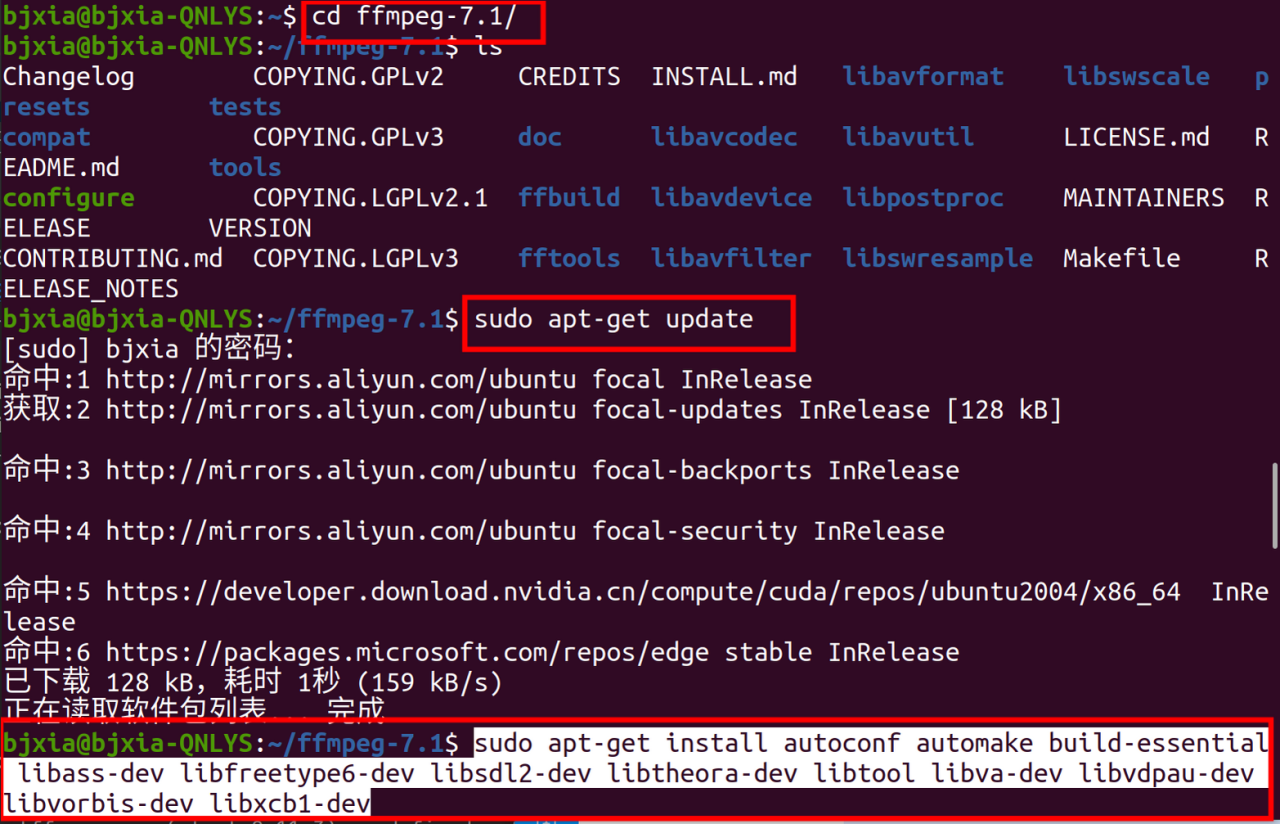 bjxia@bjxia-QNLYS:~$ cd ffmpeg-7.1/
bjxia@bjxia-QNLYS:~/ffmpeg-7.1$ ls
Changelog COPYING.GPLv2 CREDITS INSTALL.md libavformat libswscale p
resets tests
compat COPYING.GPLv3 doc libavcodec libavutil LICENSE.md R
EADME.md tools
configure COPYING.LGPLv2.1 ffbuild libavdevice libpostproc MAINTAINERS R
ELEASE VERSION
CONTRIBUTING.md COPYING.LGPLv3 fftools libavfilter libswresample Makefile R
ELEASE_NOTES
bjxia@bjxia-QNLYS:~/ffmpeg-7.1$ sudo apt-get update
[sudo] bjxia 的密码：
命中:1 http://mirrors.aliyun.com/ubuntu focal InRelease
获取:2 http://mirrors.aliyun.com/ubuntu focal-updates InRelease [128 kB]
命中:3 http://mirrors.aliyun.com/ubuntu focal-backports InRelease
命中:4 http://mirrors.aliyun.com/ubuntu focal-security InRelease
命中:5 https://developer.download.nvidia.cn/compute/cuda/repos/ubuntu2004/x86_64 InRe
lease
命中:6 https://packages.microsoft.com/repos/edge stable InRelease
已下载 128 kB，耗时 1秒 (159 kB/s)
正在读取软件包列表... 完成
bjxia@bjxia-QNLYS:~/ffmpeg-7.1$ sudo apt-get install autoconf automake build-essential
libass-dev libfreetype6-dev libsdl2-dev libtheora-dev libtool libva-dev libvdpau-dev
libvorbis-dev libxcb1-dev